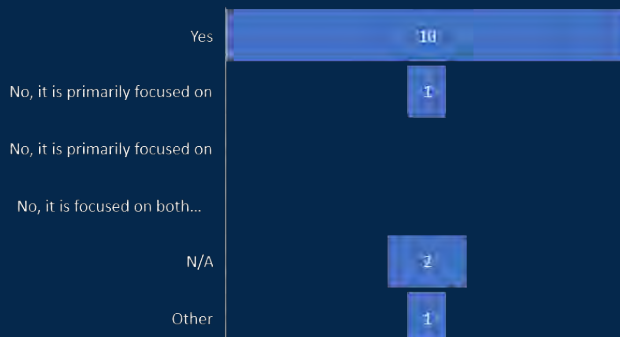 Yes 10
No, it is primarily focused on 1
No, it is primarily focused on
No, it is focused on both...
N/A 2
Other 1